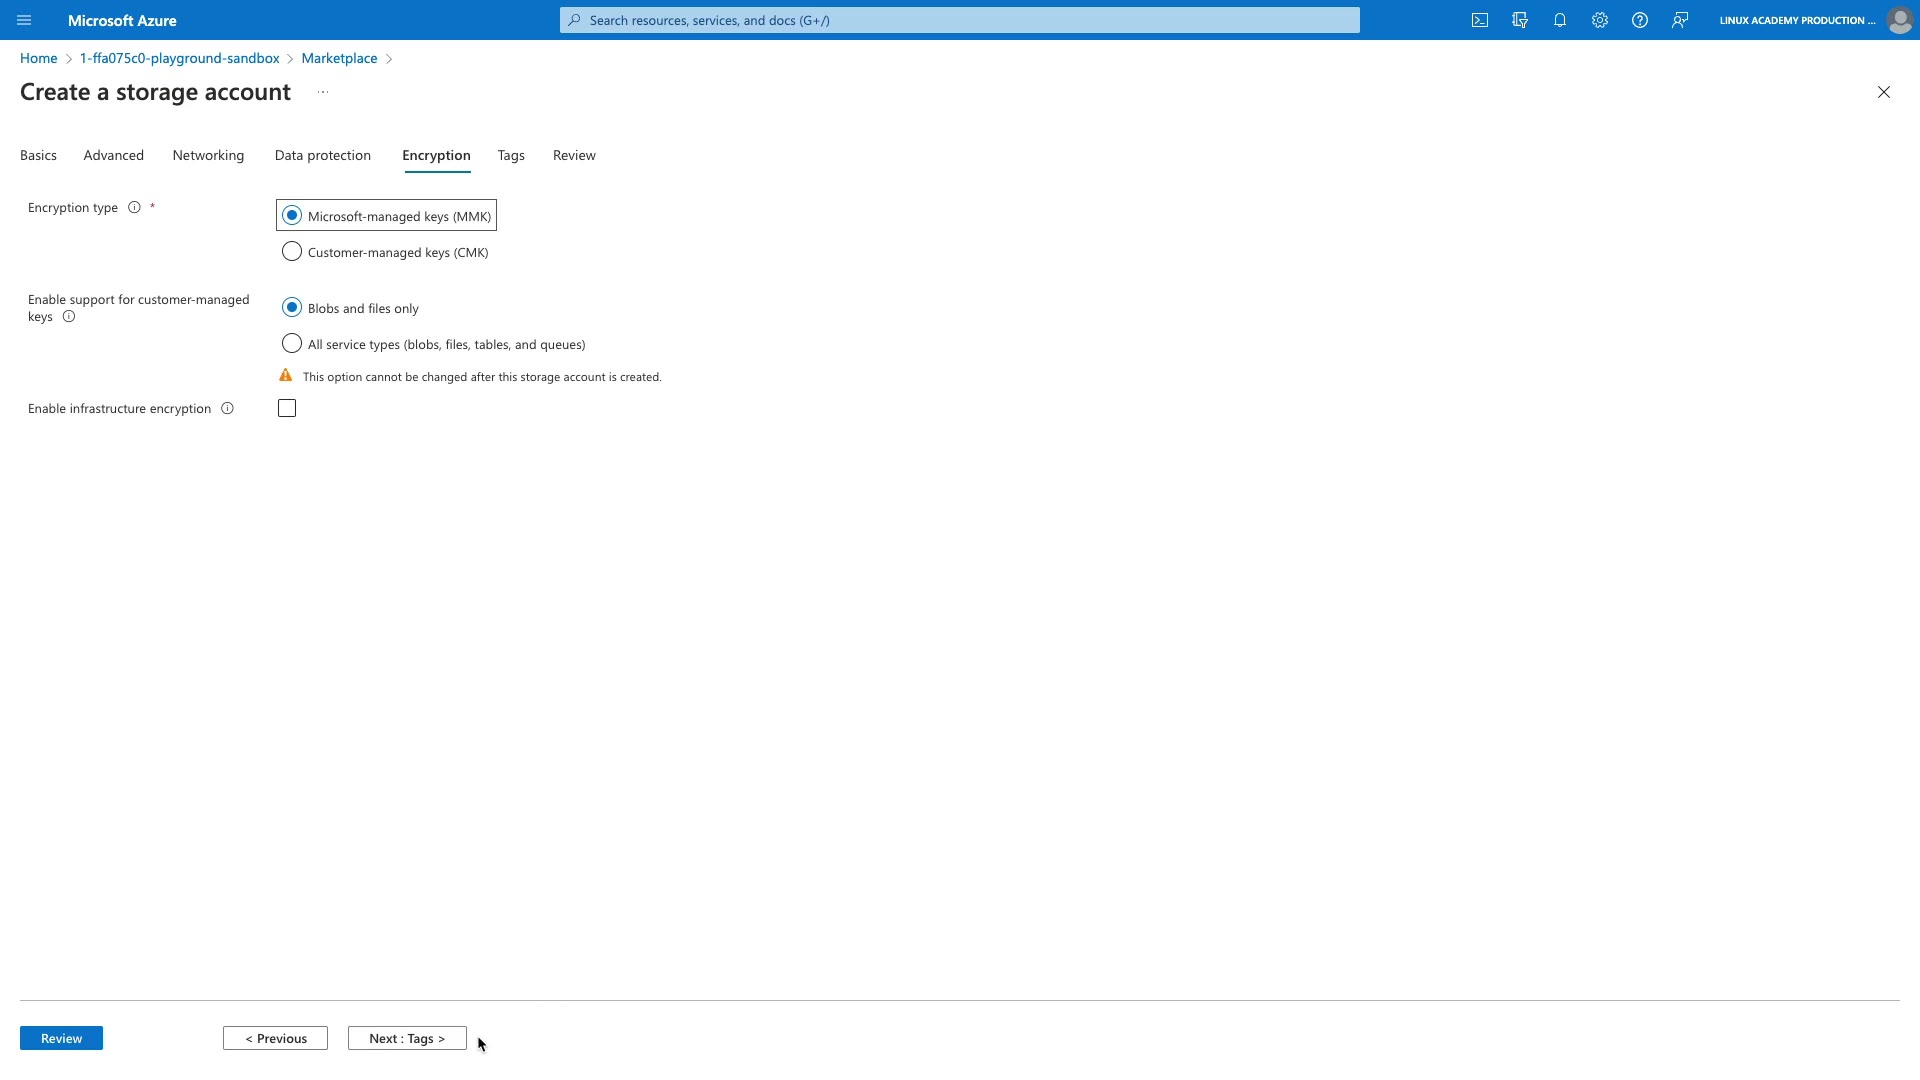 Microsoft Azure
Search resources, services, and docs (G+/)
LINUX ACADEMY PRODUCTION ...
Home > 1-ffa075c0-playground-sandbox > Marketplace >
Create a storage account ...
Basics
Advanced
Networking
Data protection
Encryption
Tags
Review
Encryption type *
Microsoft-managed keys (MMK)
Customer-managed keys (CMK)
Enable support for customer-managed
keys
Blobs and files only
All service types (blobs, files, tables, and queues)
This option cannot be changed after this storage account is created.
Enable infrastructure encryption
Review
< Previous
Next : Tags >